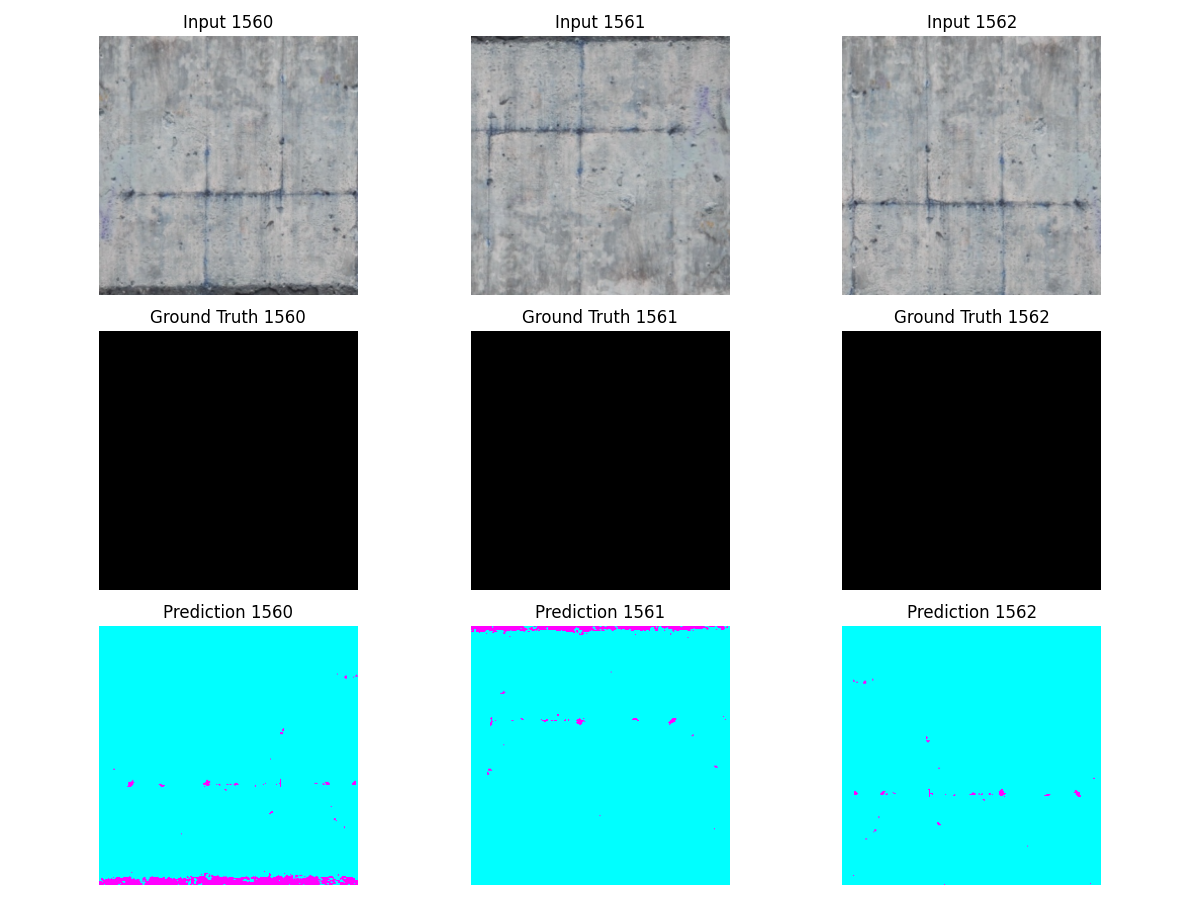 Input 1560
Input 1561
Input 1562
Ground Truth 1560
Ground Truth 1561
Ground Truth 1562
Prediction 1560
Prediction 1561
Prediction 1562